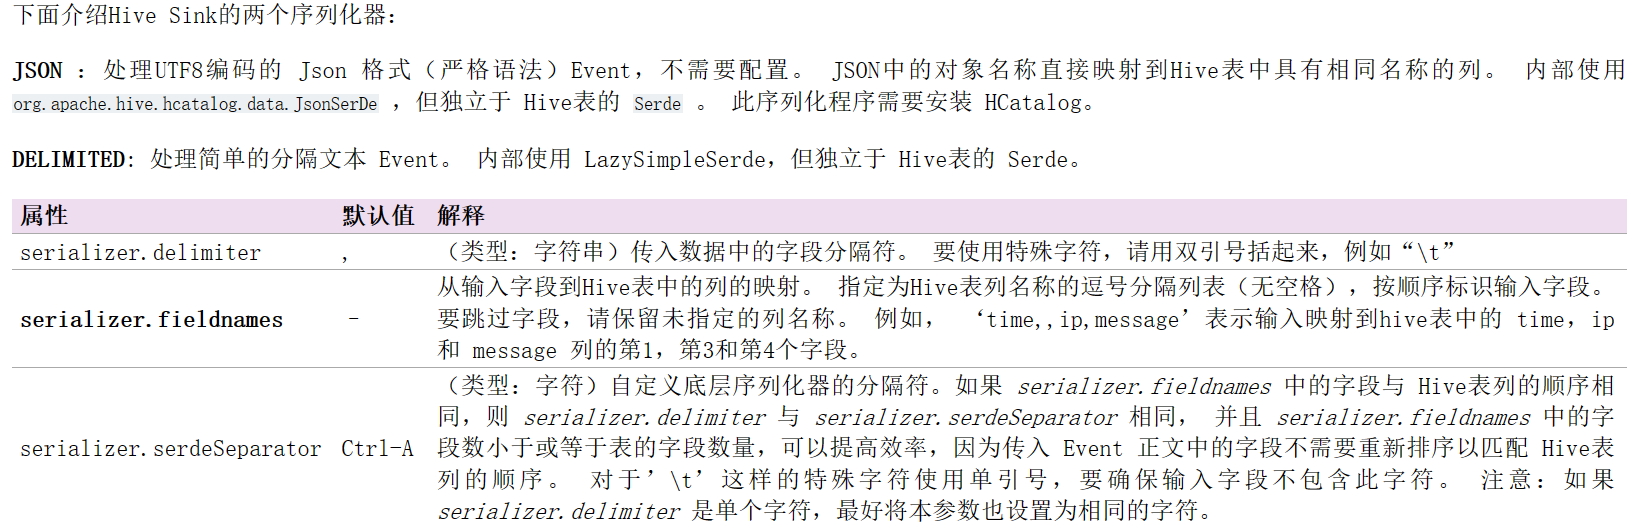 下面介绍Hive Sink的两个序列化器：
JSON ： 处理UTF8编码的 Json 格式（严格语法）Event，不需要配置。 JSON中的对象名称直接映射到Hive表中具有相同名称的列。 内部使用
org.apache.hive.hcatalog.data.JsonSerDe ，但独立于 Hive表的 Serde 。 此序列化程序需要安装 HCatalog。
DELIMITED: 处理简单的分隔文本 Event。 内部使用 LazySimpleSerde，但独立于 Hive表的 Serde。
属性 默认值 解释
serializer.delimiter , （类型：字符串）传入数据中的字段分隔符。 要使用特殊字符，请用双引号括起来，例如“\t”
从输入字段到Hive表中的列的映射。 指定为Hive表列名称的逗号分隔列表（无空格），按顺序标识输入字段。
serializer.fieldnames – 要跳过字段，请保留未指定的列名称。 例如， ‘time,,ip,message’表示输入映射到hive表中的 time，ip
和 message 列的第1，第3和第4个字段。
（类型：字符）自定义底层序列化器的分隔符。如果 serializer.fieldnames 中的字段与 Hive表列的顺序相
同，则 serializer.delimiter 与 serializer.serdeSeparator 相同， 并且 serializer.fieldnames 中的字
serializer.serdeSeparator Ctrl-A 段数小于或等于表的字段数量，可以提高效率，因为传入 Event 正文中的字段不需要重新排序以匹配 Hive表
列的顺序。 对于’\t’这样的特殊字符使用单引号，要确保输入字段不包含此字符。 注意：如果
serializer.delimiter 是单个字符，最好将本参数也设置为相同的字符。